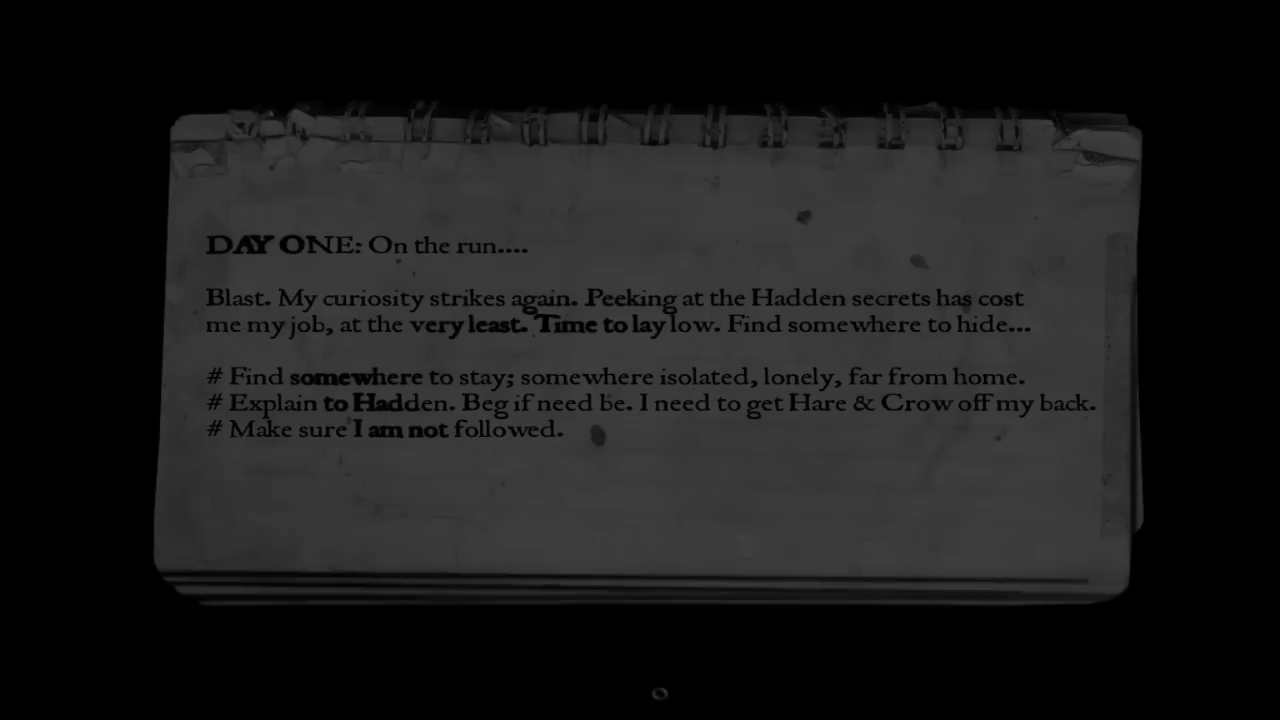 DAY ONE: On the run....
Blast. My curiosity strikes again. Peeking at the Hadden secrets has cost
me my job, at the very least. Time to lay low. Find somewhere to hide...
# Find somewhere to stay; somewhere isolated, lonely, far from home.
# Explain to Hadden. Beg if need be. I need to get Hare & Crow off my back.
# Make sure I am not followed.